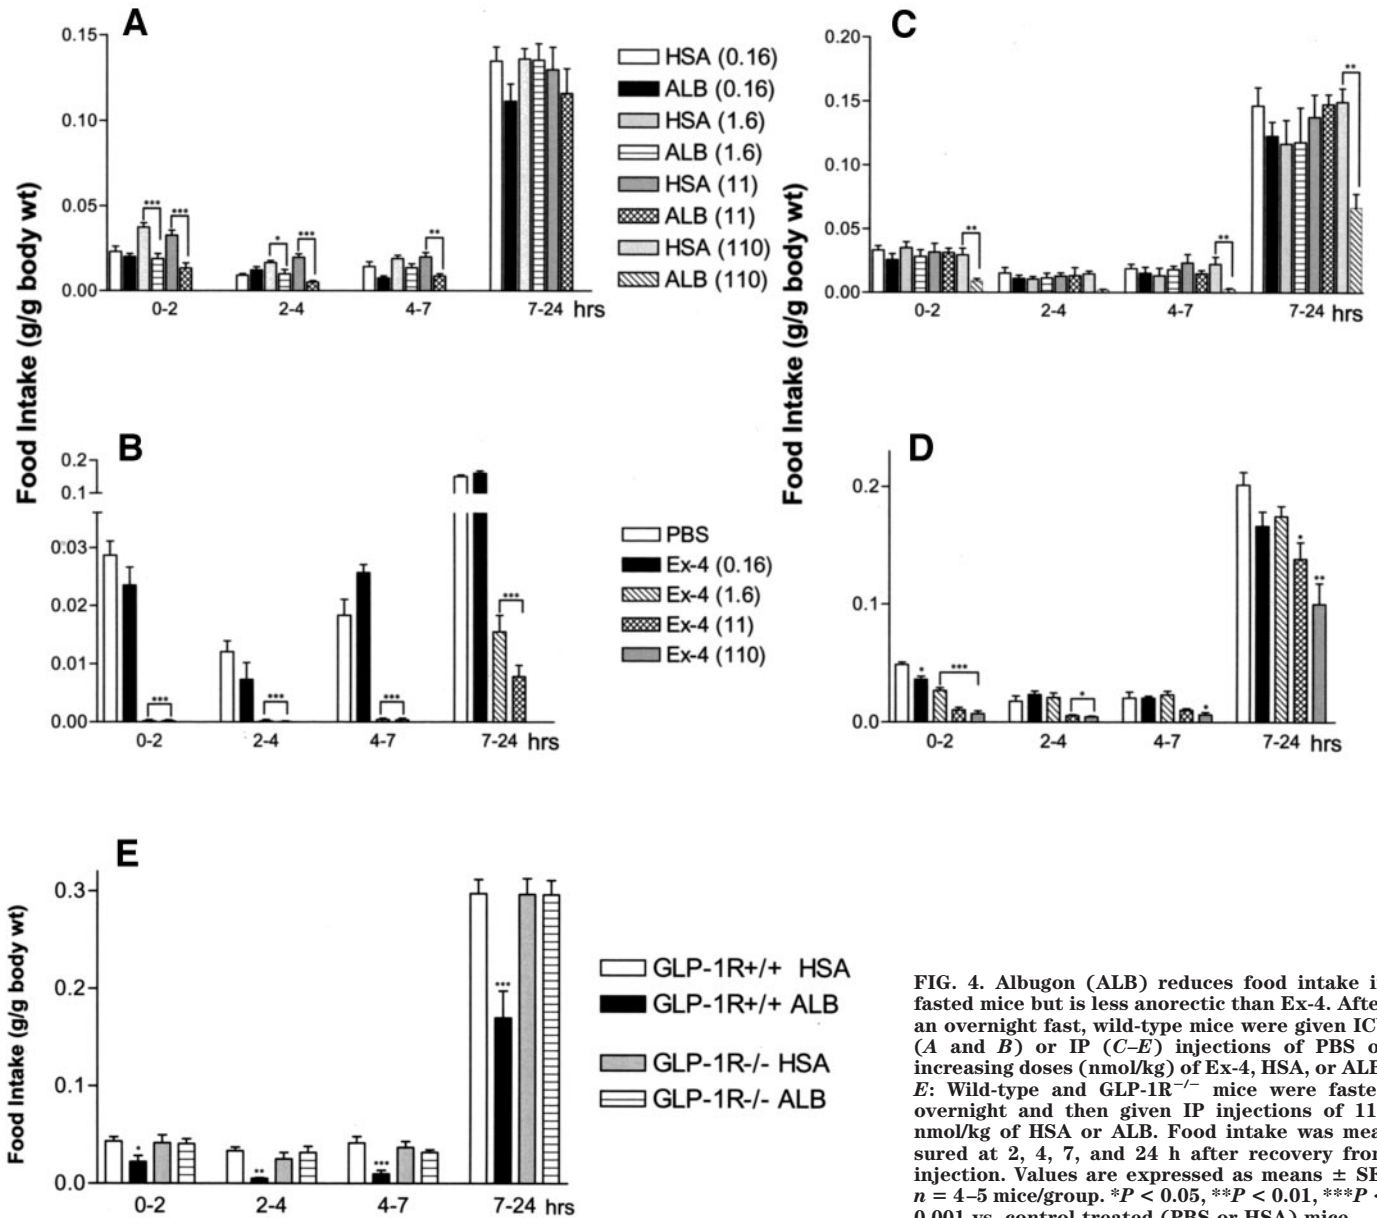 A
0.15
0.10
0.05
0.00
Food Intake (g/g body wt)
*** *** * *** **
0-2 2-4 4-7 7-24 hrs
HSA (0.16)
ALB (0.16)
HSA (1.6)
ALB (1.6)
HSA (11)
ALB (11)
HSA (110)
ALB (110)
C
0.20
0.15
0.10
0.05
0.00
Food Intake (g/g body wt)
** ** **
0-2 2-4 4-7 7-24 hrs
B
0.2
0.1
0.03
0.02
0.01
0.00
*** *** *** ***
0-2 2-4 4-7 7-24 hrs
PBS
Ex-4 (0.16)
Ex-4 (1.6)
Ex-4 (11)
Ex-4 (110)
D
0.2
0.1
0.0
* *** * * * **
0-2 2-4 4-7 7-24 hrs
E
0.3
0.2
0.1
0.0
Food Intake (g/g body wt)
* ** *** ***
0-2 2-4 4-7 7-24 hrs
GLP-1R+/+ HSA
GLP-1R+/+ ALB
GLP-1R-/- HSA
GLP-1R-/- ALB
FIG. 4. Albugon (ALB) reduces food intake i
fasted mice but is less anorectic than Ex-4. Afte
an overnight fast, wild-type mice were given IC
(A and B) or IP (C–E) injections of PBS o
increasing doses (nmol/kg) of Ex-4, HSA, or ALB
E: Wild-type and GLP-1R−/− mice were faste
overnight and then given IP injections of 11
nmol/kg of HSA or ALB. Food intake was mea
sured at 2, 4, 7, and 24 h after recovery from
injection. Values are expressed as means ± SE
n = 4–5 mice/group. *P < 0.05, **P < 0.01, ***P <
0.001 vs. control treated (PBS or HSA) mice